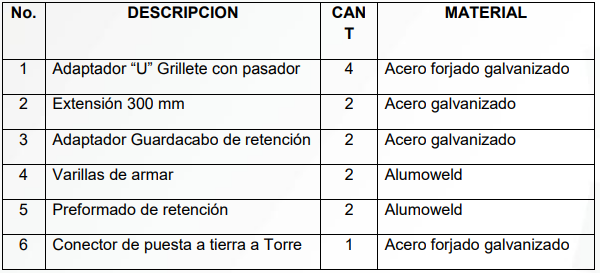 No. DESCRIPCION CAN
T MATERIAL
1 Adaptador “U” Grillete con pasador 4 Acero forjado galvanizado
2 Extensión 300 mm 2 Acero galvanizado
3 Adaptador Guardacabo de retención 2 Acero galvanizado
4 Varillas de armar 2 Alumoweld
5 Preformado de retención 2 Alumoweld
6 Conector de puesta a tierra a Torre 1 Acero forjado galvanizado